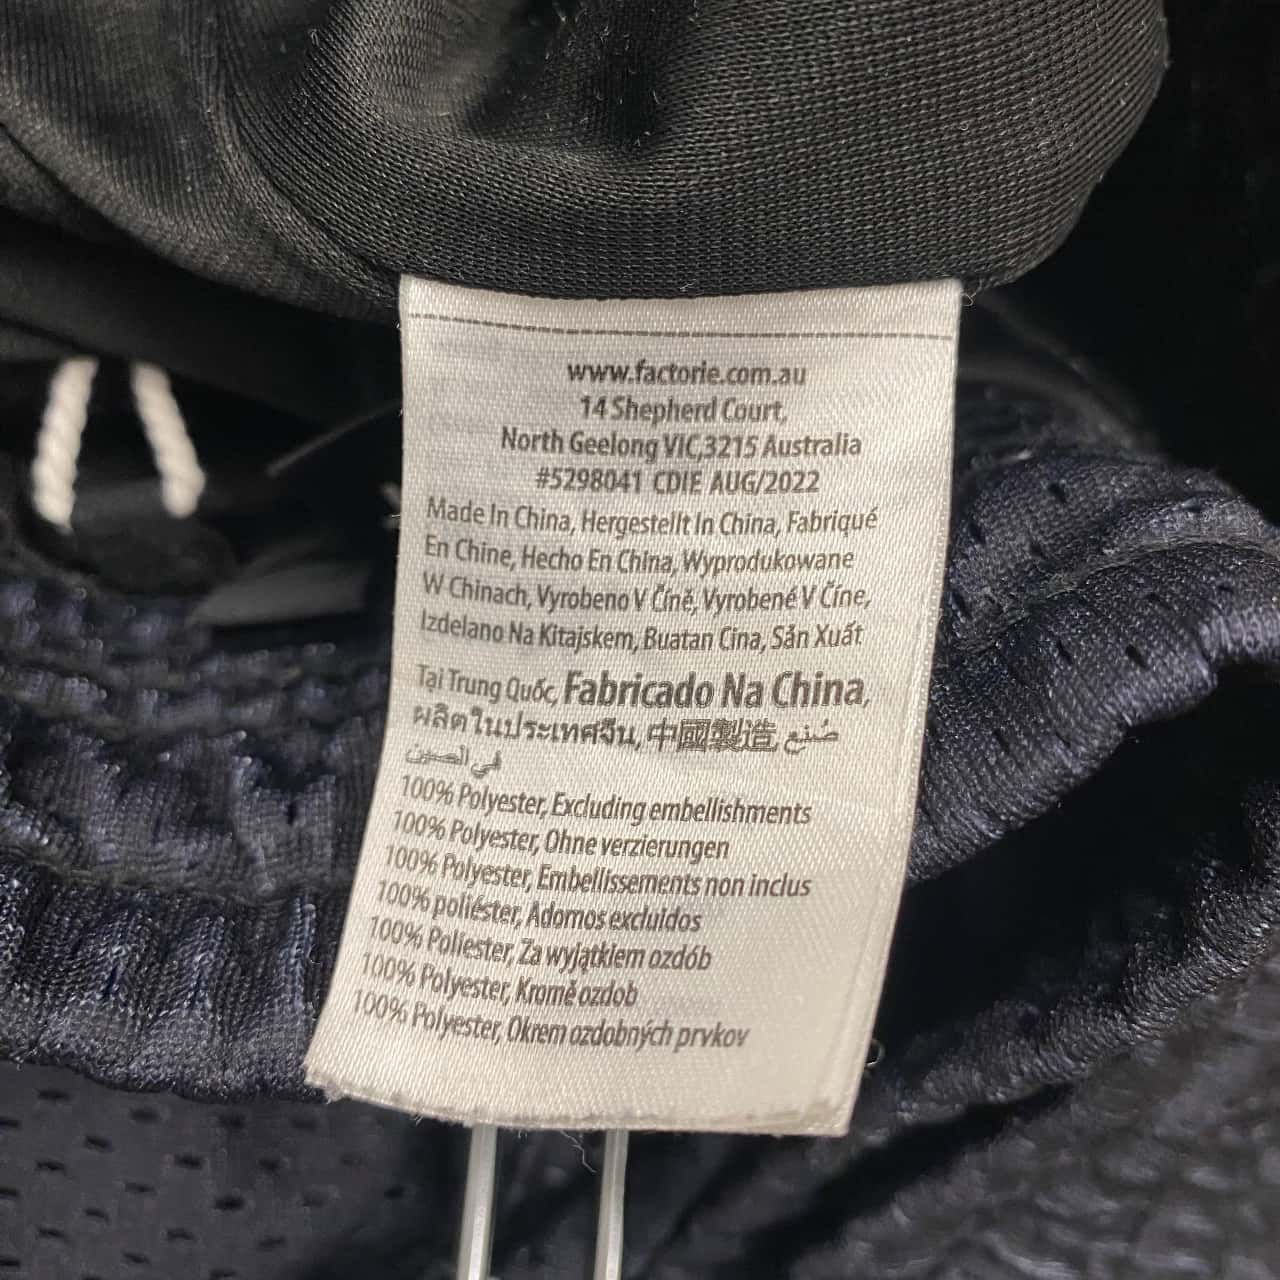 www.factorie.com.au
14 Shepherd Court,
North Geelong VIC,3215 Australia
#5298041 CDIE AUG/2022
Made In China, Hergestellt In China, Fabriqué
En Chine, Hecho En China, Wyprodukowane
W Chinach, Vyrobeno V Číně, Vyrobené V Číne,
Izdelano Na Kitajskem, Buatan Cina, Sản Xuất
Tại Trung Quốc, Fabricado Na China,
ผลิตในประเทศจีน, 中國製造, صُنع
في الصين
100% Polyester, Excluding embellishments
100% Polyester, Ohne verzierungen
100% Polyester, Embellissements non inclus
100% poliéster, Adornos excluidos
100% Poliester, Za wyjątkiem ozdób
100% Polyester, Kromě ozdob
100% Polyester, Okrem ozdobných prvkov